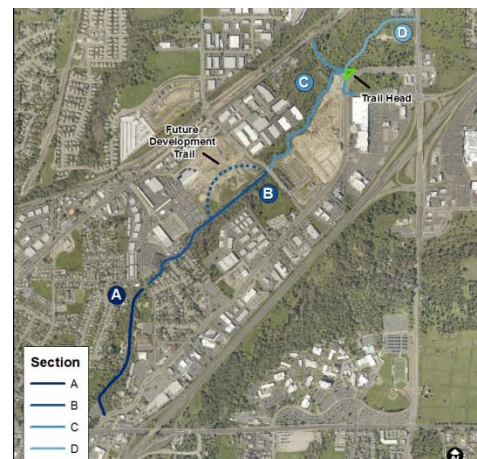 D
C
Trail Head
Future
Development
Trail
B
A
Section
A
B
C
D